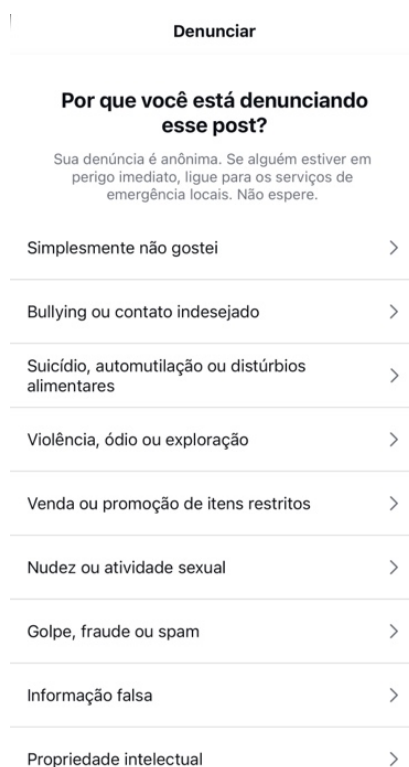 Denunciar
Por que você está denunciando
esse post?
Sua denúncia é anônima. Se alguém estiver em
perigo imediato, ligue para os serviços de
emergência locais. Não espere.
Simplesmente não gostei
Bullying ou contato indesejado
Suicídio, automutilação ou distúrbios
alimentares
Violência, ódio ou exploração
Venda ou promoção de itens restritos
Nudez ou atividade sexual
Golpe, fraude ou spam
Informação falsa
Propriedade intelectual